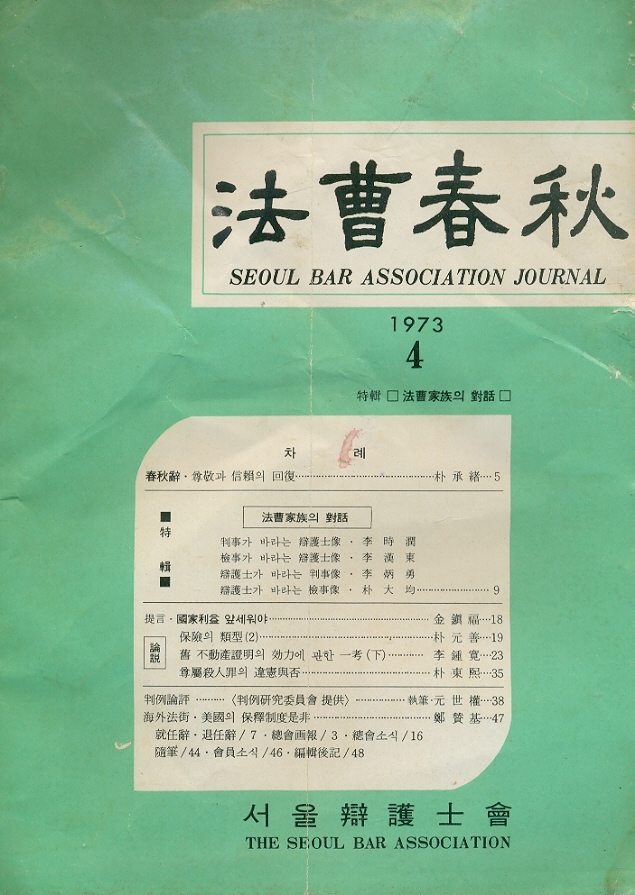 法曹春秋
SEOUL BAR ASSOCIATION JOURNAL
1973
4
特輯 □ 法曹家族의 對話 □
차 례
春秋辭·尊敬과 信賴의 回復……朴承緖…5
■特輯■
法曹家族의 對話
判事가 바라는 辯護士像·李時潤
檢事가 바라는 辯護士像·李漢東
辯護士가 바라는 判事像·李炳勇
辯護士가 바라는 檢事像·朴大均……9
提言·國家利益 앞세워야……金鎭福…18
論說
保險의 類型(2)……朴元善…19
舊 不動產證明의 効力에 관한 一考(下)……李鍾寬…23
尊屬殺人罪의 違憲與否……朴東熙…35
判例論評……〈判例硏究委員會 提供〉……執筆·元世權…38
海外法街·美國의 保釋制度是非……鄭贊基…47
就任辭·退任辭/7·總會画報/3·總會소식/16
隨筆/44·會員소식/46·編輯後記/48
서울辯護士會
THE SEOUL BAR ASSOCIATION